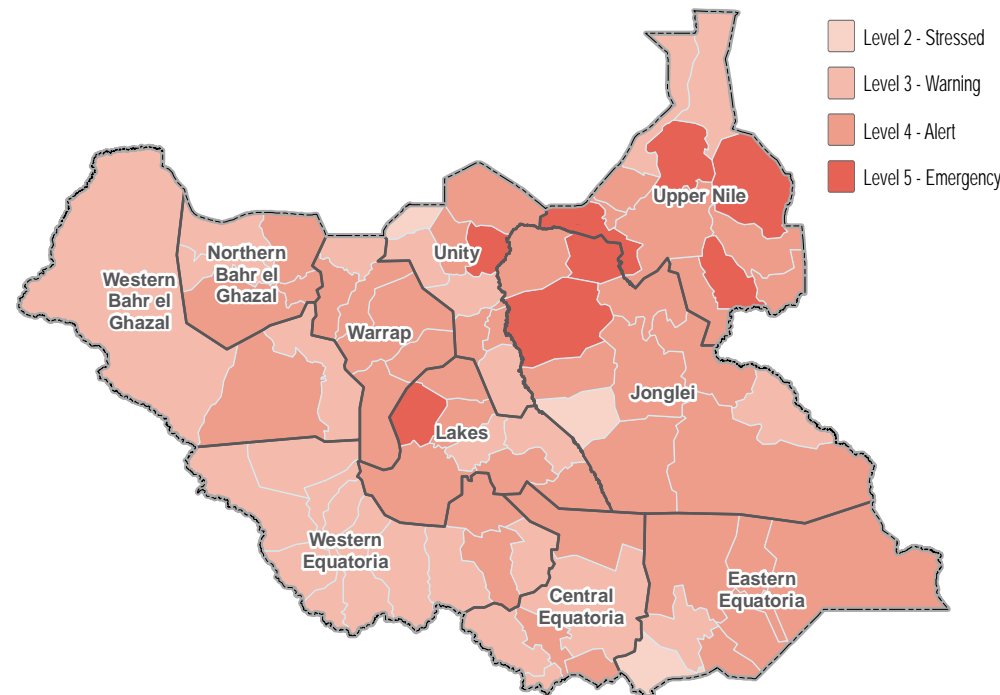 Level 2 - Stressed
Level 3 - Warning
Level 4 - Alert
Level 5 - Emergency
Upper Nile
Unity
Northern
Bahr el
Ghazal
Western
Bahr el
Ghazal
Warrap
Jonglei
Lakes
Western
Equatoria
Central
Equatoria
Eastern
Equatoria